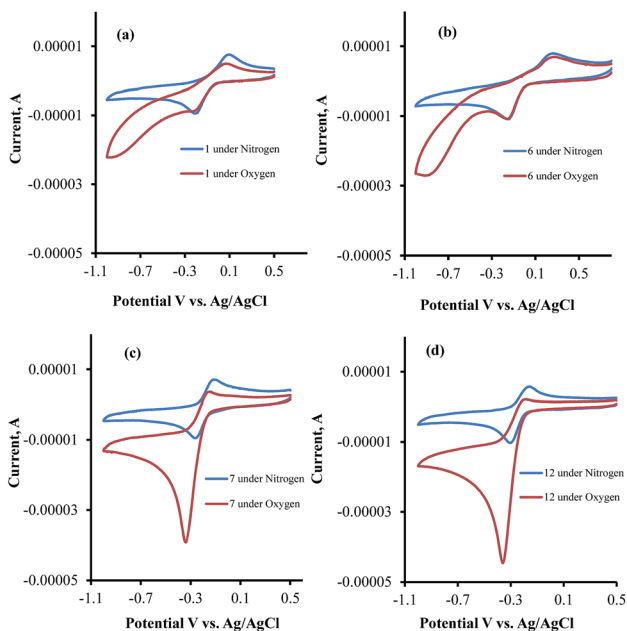 (a)
0.00001
-0.00001
-0.00003
-0.00005
Current, A
1 under Nitrogen
1 under Oxygen
-1.1 -0.7 -0.3 0.1 0.5
Potential V vs. Ag/AgCl
(b)
0.00001
-0.00001
-0.00003
-0.00005
Current, A
6 under Nitrogen
6 under Oxygen
-1.1 -0.7 -0.3 0.1 0.5
Potential V vs. Ag/AgCl
(c)
0.00001
-0.00001
-0.00003
-0.00005
Current, A
7 under Nitrogen
7 under Oxygen
-1.1 -0.7 -0.3 0.1 0.5
Potential V vs. Ag/AgCl
(d)
0.00001
-0.00001
-0.00003
-0.00005
Current, A
12 under Nitrogen
12 under Oxygen
-1.1 -0.7 -0.3 0.1 0.5
Potential V vs. Ag/AgCl